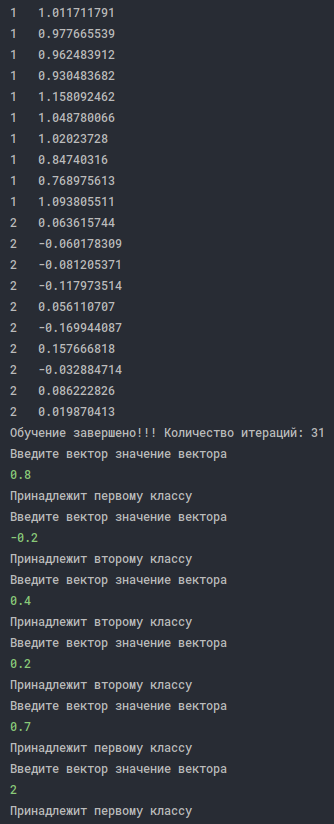 1 1.011711791
1 0.977665539
1 0.962483912
1 0.930483682
1 1.158092462
1 1.048780066
1 1.02023728
1 0.84740316
1 0.768975613
1 1.093805511
2 0.063615744
2 -0.060178309
2 -0.081205371
2 -0.117973514
2 0.056110707
2 -0.169944087
2 0.157666818
2 -0.032884714
2 0.086222826
2 0.019870413
Обучение завершено!!! Количество итераций: 31
Введите вектор значение вектора
0.8
Принадлежит первому классу
Введите вектор значение вектора
-0.2
Принадлежит второму классу
Введите вектор значение вектора
0.4
Принадлежит второму классу
Введите вектор значение вектора
0.2
Принадлежит второму классу
Введите вектор значение вектора
0.7
Принадлежит первому классу
Введите вектор значение вектора
2
Принадлежит первому классу